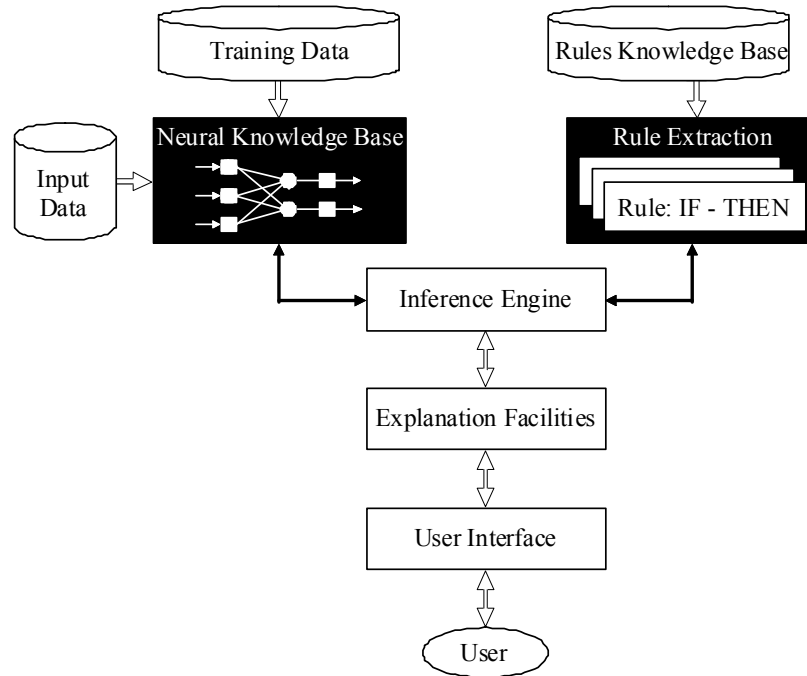 Training Data
Rules Knowledge Base
Neural Knowledge Base
Rule Extraction
Input
Data
Rule: IF - THEN
Inference Engine
Explanation Facilities
User Interface
User